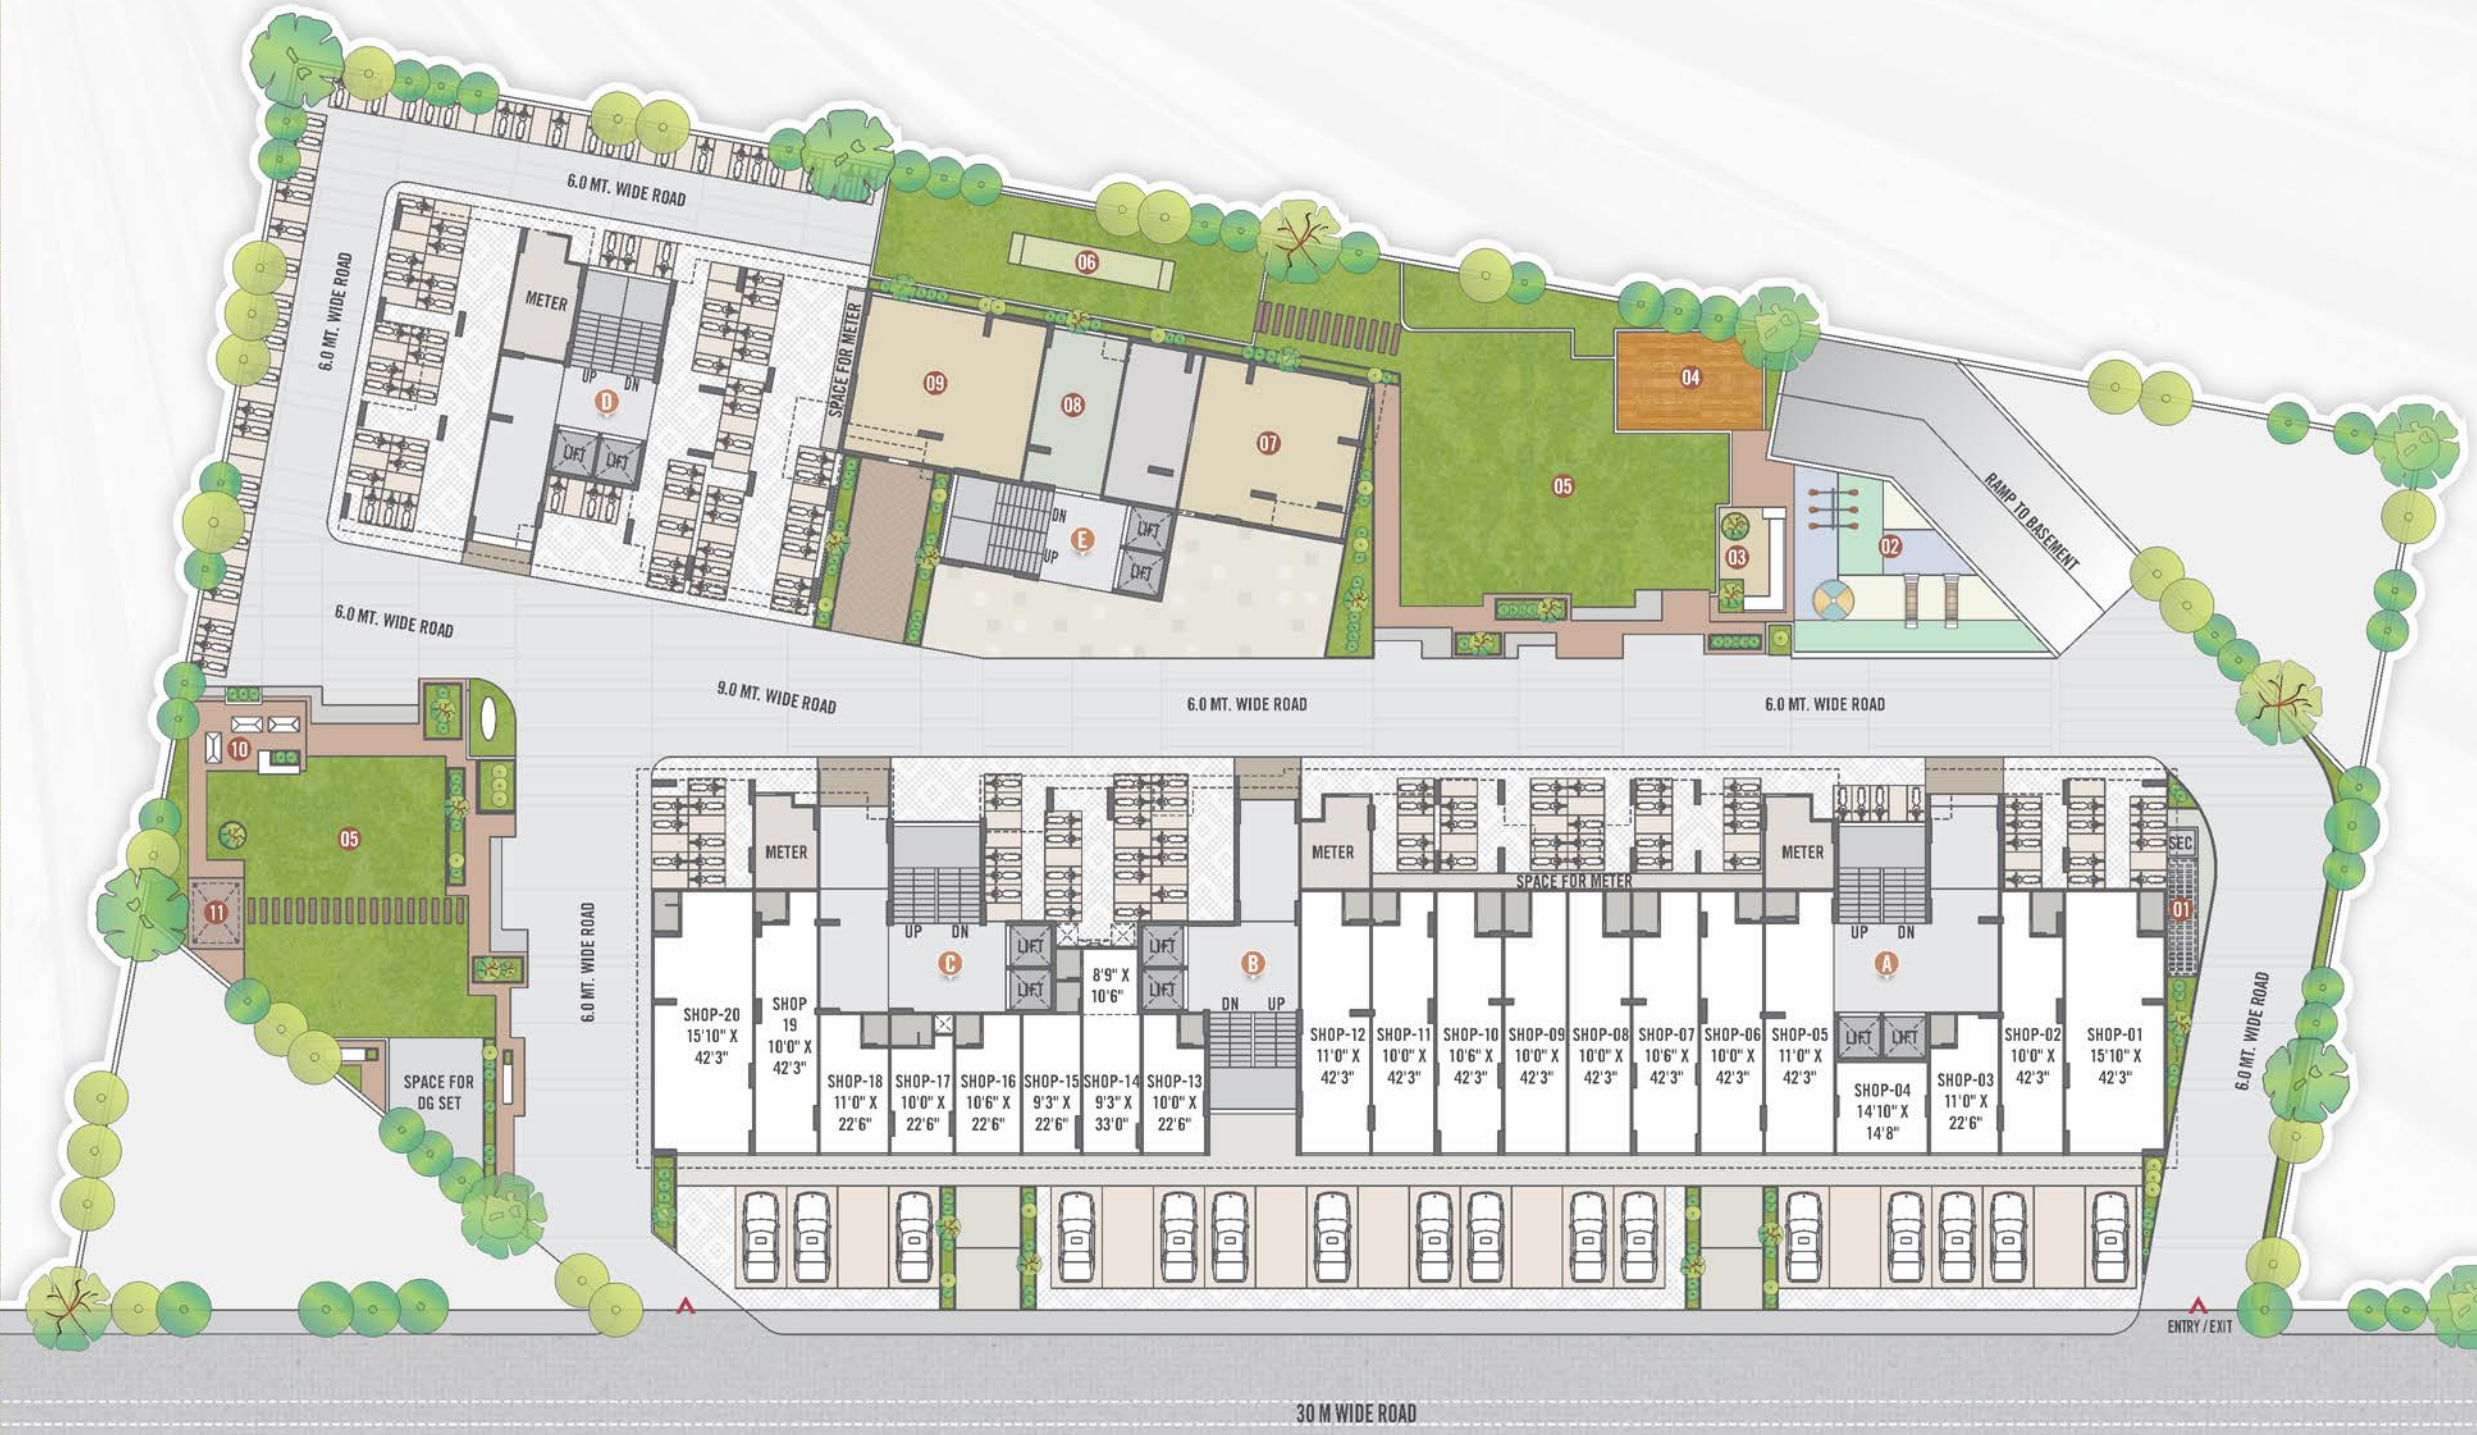 6.0 MT. WIDE ROAD
6.0 MT. WIDE ROAD
METER
UP
DN
D
LIFT
LIFT
SPACE FOR METER
06
09
08
07
DN
UP
E
LIFT
LIFT
04
05
03
02
RAMP TO BASEMENT
6.0 MT. WIDE ROAD
9.0 MT. WIDE ROAD
6.0 MT. WIDE ROAD
6.0 MT. WIDE ROAD
10
05
11
SPACE FOR
DG SET
6.0 MT. WIDE ROAD
METER
METER
METER
SPACE FOR METER
SEC.
01
UP
DN
C
LIFT
LIFT
8'9" X
10'6"
LIFT
LIFT
B
DN
UP
UP
DN
A
LIFT
LIFT
6.0 MT. WIDE ROAD
SHOP-20
15'10" X
42'3"
SHOP
19
10'0" X
42'3"
SHOP-18
11'0" X
22'6"
SHOP-17
10'0" X
22'6"
SHOP-16
10'6" X
22'6"
SHOP-15
9'3" X
22'6"
SHOP-14
9'3" X
33'0"
SHOP-13
10'0" X
22'6"
SHOP-12
11'0" X
42'3"
SHOP-11
10'0" X
42'3"
SHOP-10
10'6" X
42'3"
SHOP-09
10'0" X
42'3"
SHOP-08
10'0" X
42'3"
SHOP-07
10'6" X
42'3"
SHOP-06
10'0" X
42'3"
SHOP-05
11'0" X
42'3"
SHOP-04
14'10" X
14'8"
SHOP-03
11'0" X
22'6"
SHOP-02
10'0" X
42'3"
SHOP-01
15'10" X
42'3"
ENTRY / EXIT
30 M WIDE ROAD